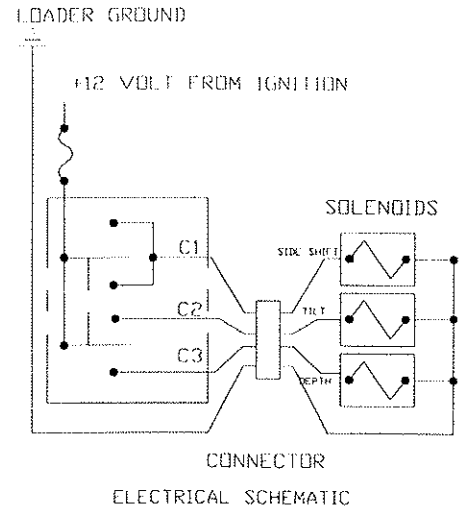 LOADER GROUND
+12 VOLT FROM IGNITION
SOLENOIDS
C1
SIDE SHIFT
C2
TILT
C3
DEPTH
CONNECTOR
ELECTRICAL SCHEMATIC